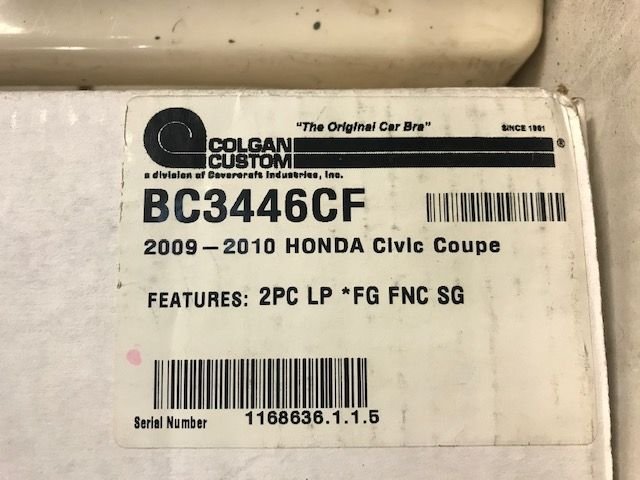 "The Original Car Bra" SINCE 1961
COLGAN
CUSTOM ®
a division of Covercraft Industries, Inc.
BC3446CF
2009-2010 HONDA Civic Coupe
FEATURES: 2PC LP *FG FNC SG
Serial Number 1168636.1.1.5